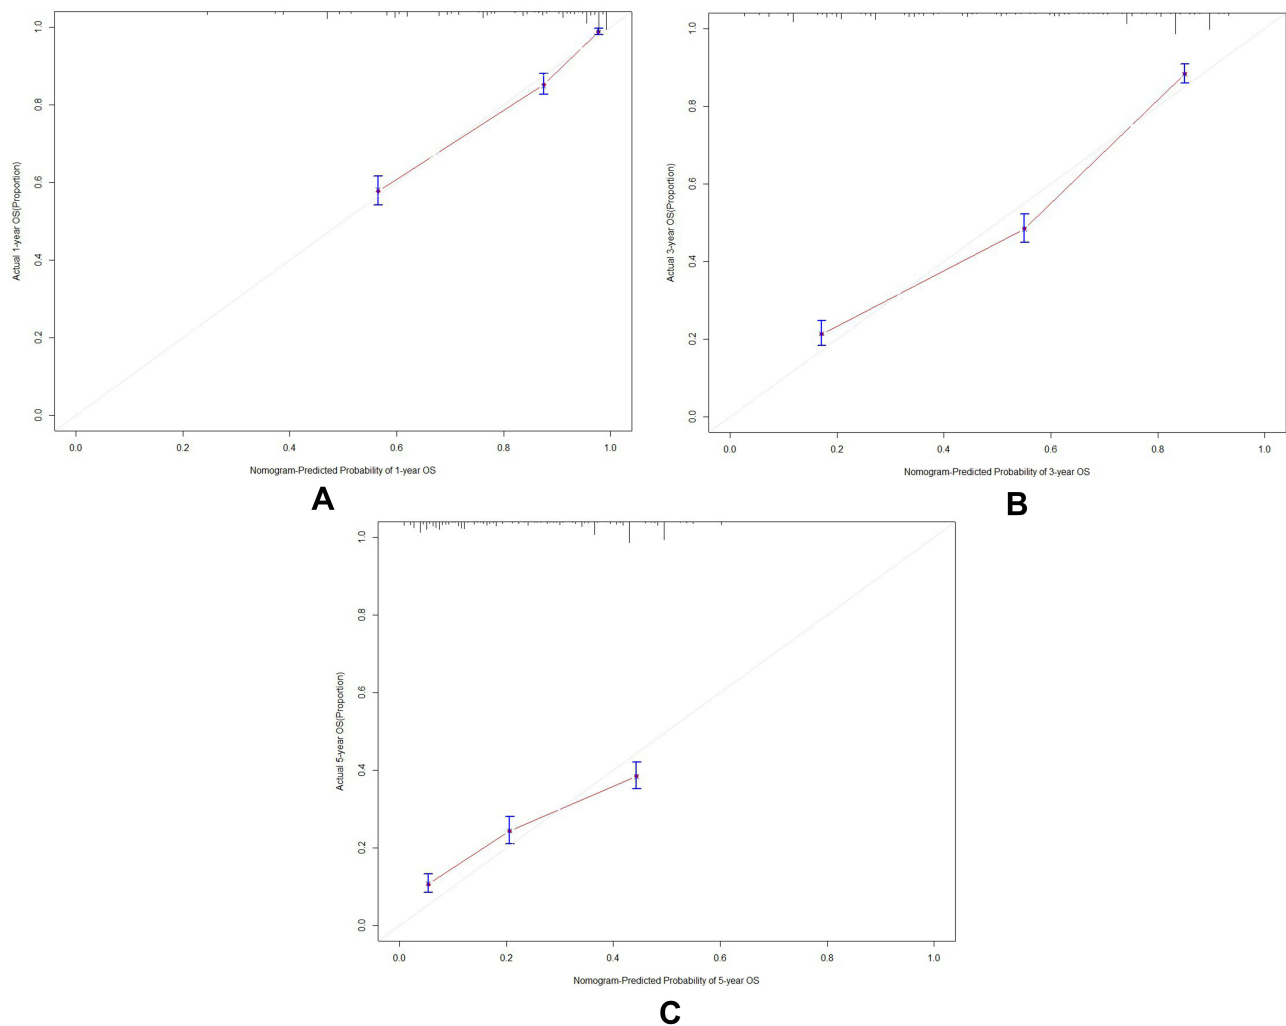 1.0
0.8
0.6
0.4
0.2
0.0
Actual 1-year OS(Proportion)
0.0 0.2 0.4 0.6 0.8 1.0
Nomogram-Predicted Probability of 1-year OS
A
1.0
0.8
0.6
0.4
0.2
0.0
Actual 3-year OS(Proportion)
0.0 0.2 0.4 0.6 0.8 1.0
Nomogram-Predicted Probability of 3-year OS
B
1.0
0.8
0.6
0.4
0.2
0.0
Actual 5-year OS(Proportion)
0.0 0.2 0.4 0.6 0.8 1.0
Nomogram-Predicted Probability of 5-year OS
C